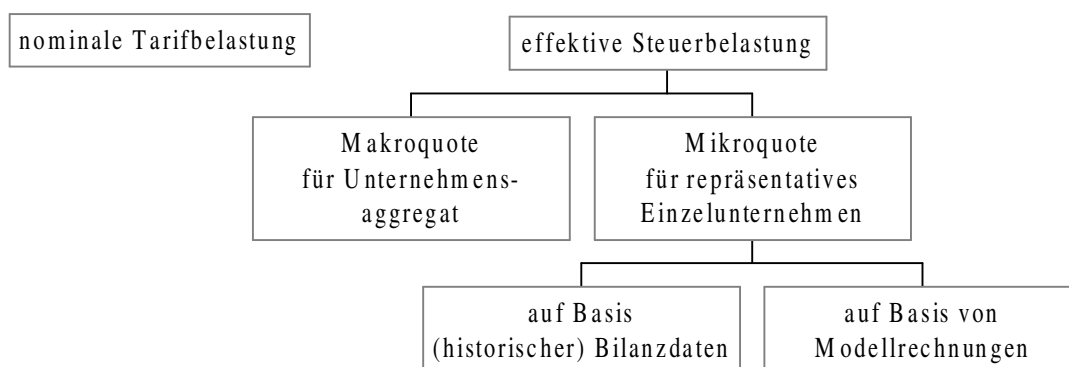 nominale Tarifbelastung
effektive Steuerbelastung
Makroquote
für Unternehmens-
aggregat
Mikroquote
für repräsentatives
Einzelunternehmen
auf Basis
(historischer) Bilanzdaten
auf Basis von
Modellrechnungen